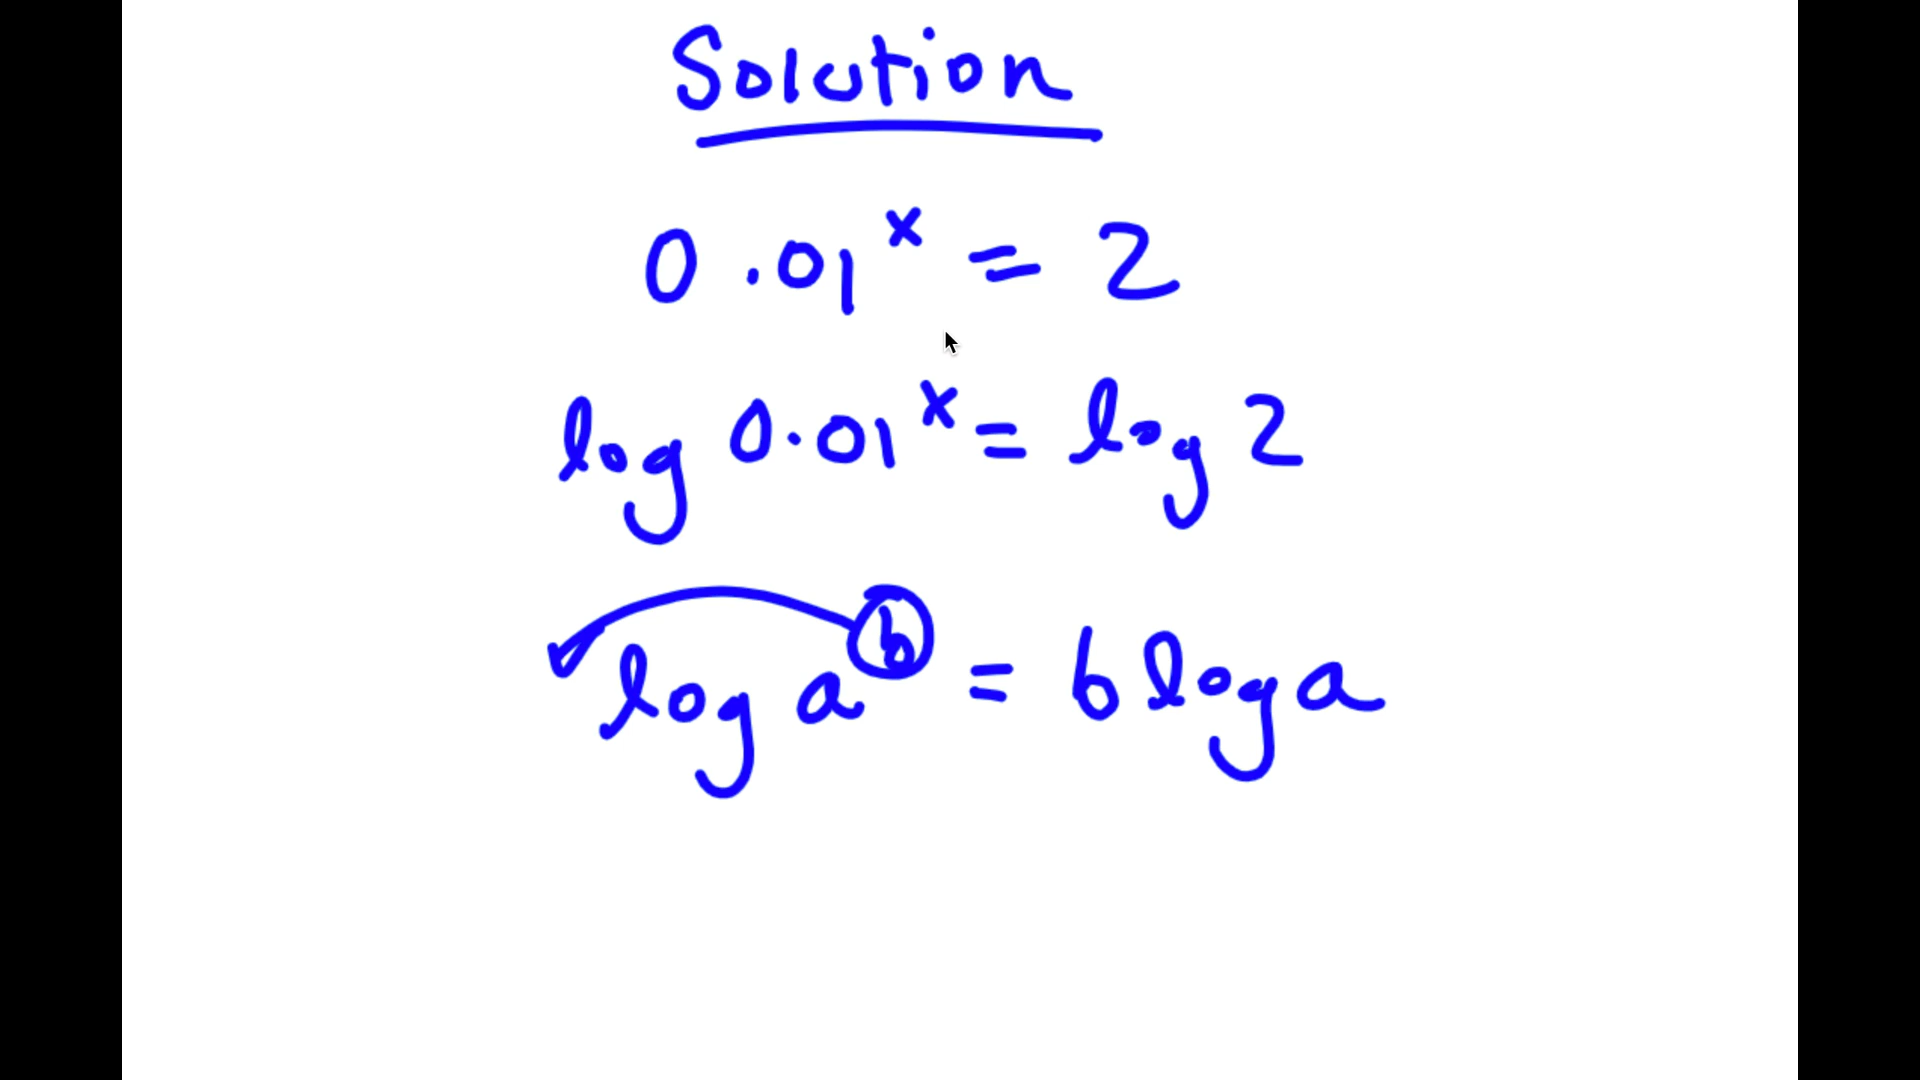 Solution
0.01^x = 2
log 0.01^x = log 2
log a^b = b log a